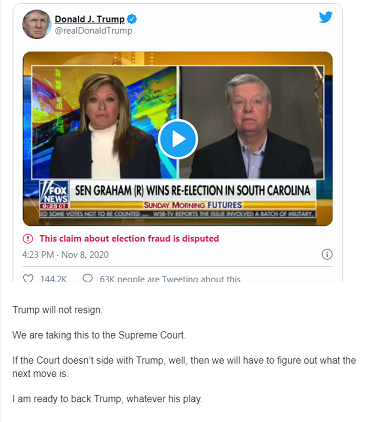 Donald J. Trump
@realDonaldTrump
FOX
NEWS
SEN GRAHAM (R) WINS RE-ELECTION IN SOUTH CAROLINA
SUNDAY MORNING FUTURES
ED SOME VOTES NOT TO BE COUNTED WSB-TV REPORTS THE ISSUE INVOLVED A BATCH OF MILITARY,
This claim about election fraud is disputed
4:23 PM · Nov 8, 2020
144.2K 63K people are Tweeting about this
Trump will not resign.
We are taking this to the Supreme Court.
If the Court doesn't side with Trump, well, then we will have to figure out what the
next move is.
I am ready to back Trump, whatever his play.